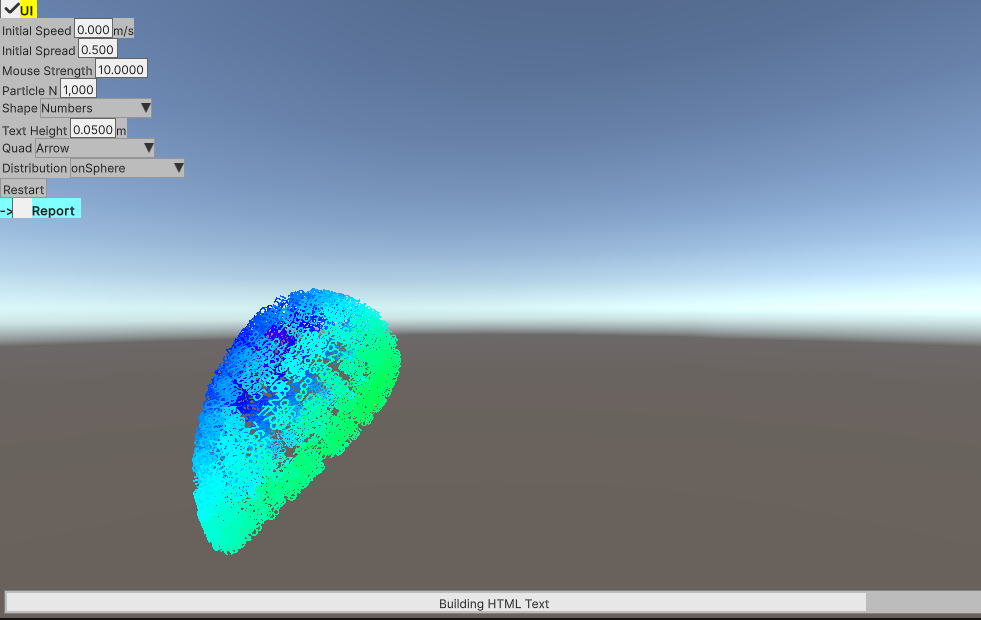 UI
Initial Speed 0.000 m/s
Initial Spread 0.500
Mouse Strength 10.0000
Particle N 1,000
Shape Numbers
Text Height 0.0500 m
Quad Arrow
Distribution onSphere
Restart
-> Report
Building HTML Text